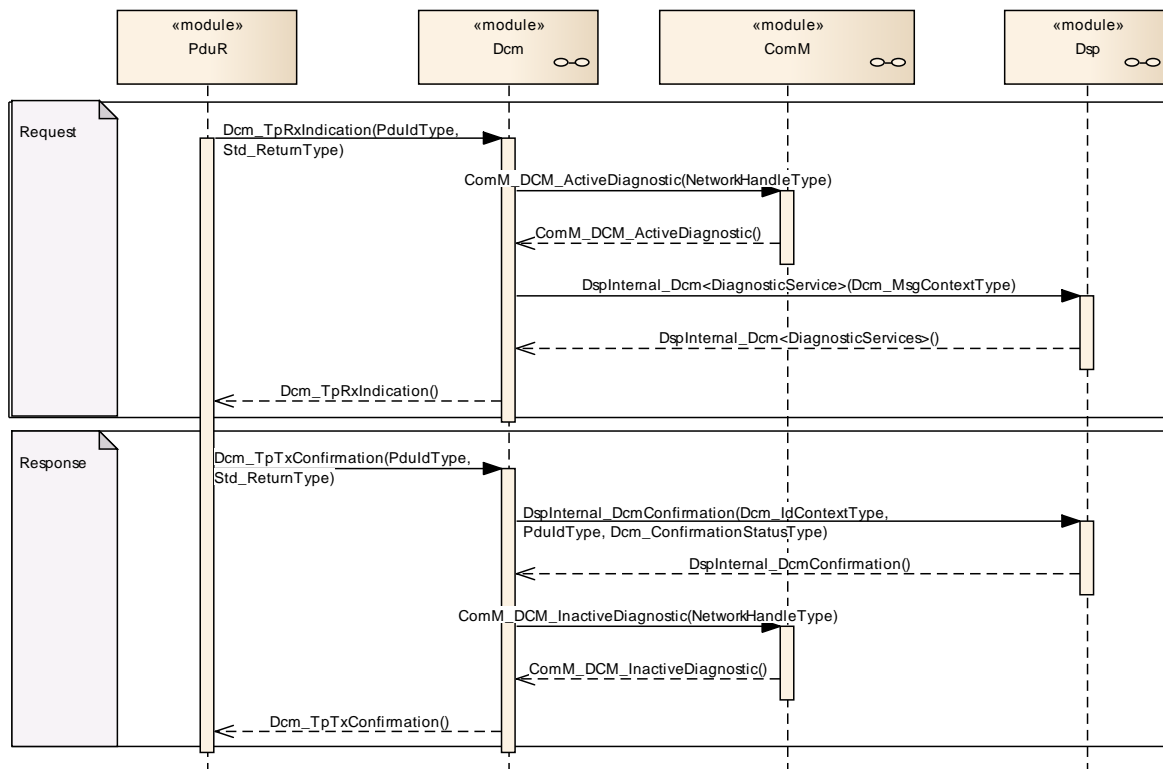 «module»
PduR
«module»
Dcm
«module»
ComM
«module»
Dsp
Request
Dcm_TpRxIndication(PduIdType,
Std_ReturnType)
ComM_DCM_ActiveDiagnostic(NetworkHandleType)
ComM_DCM_ActiveDiagnostic()
DspInternal_Dcm<DiagnosticService>(Dcm_MsgContextType)
DspInternal_Dcm<DiagnosticServices>()
Dcm_TpRxIndication()
Response
Dcm_TpTxConfirmation(PduIdType,
Std_ReturnType)
DspInternal_DcmConfirmation(Dcm_IdContextType,
PduIdType, Dcm_ConfirmationStatusType)
DspInternal_DcmConfirmation()
ComM_DCM_InactiveDiagnostic(NetworkHandleType)
ComM_DCM_InactiveDiagnostic()
Dcm_TpTxConfirmation()